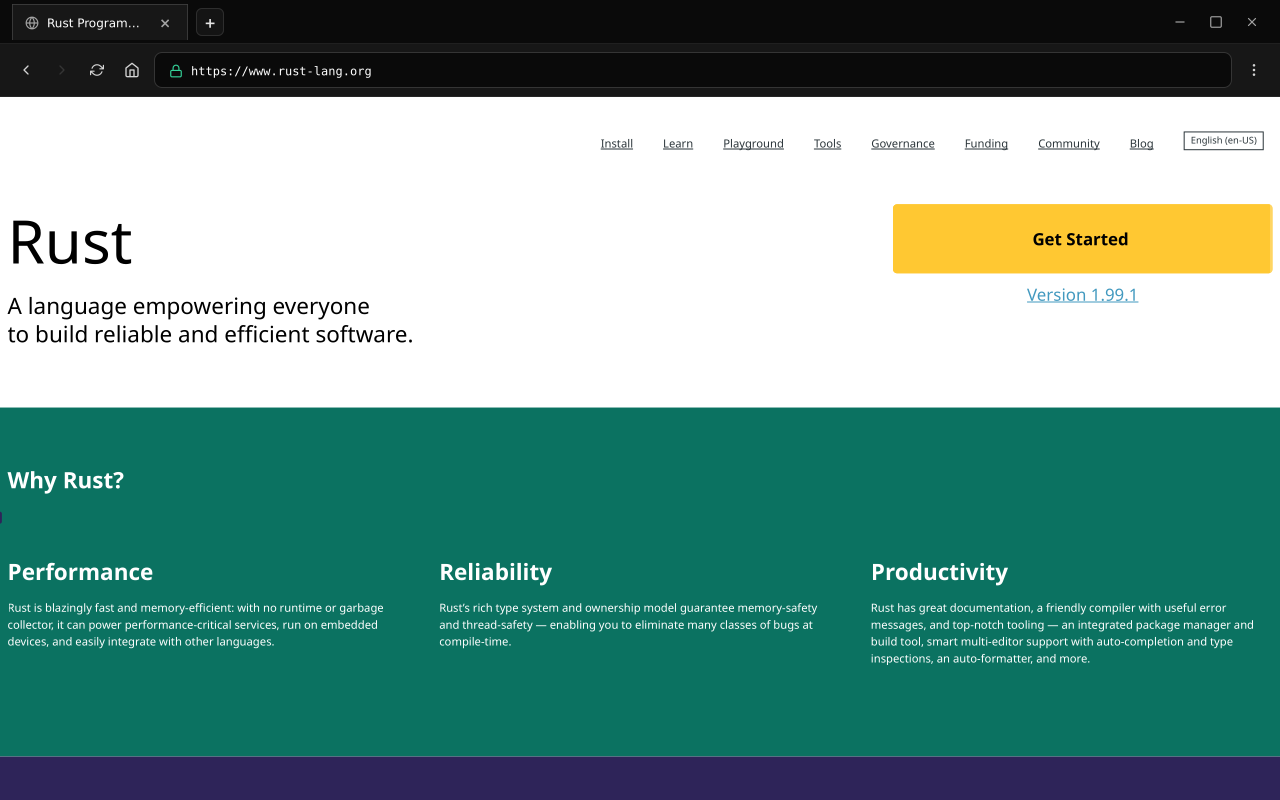 Rust Program...
https://www.rust-lang.org
Install Learn Playground Tools Governance Funding Community Blog English (en-US)
Rust
Get Started
Version 1.99.1
A language empowering everyone
to build reliable and efficient software.
Why Rust?
Performance
Rust is blazingly fast and memory-efficient: with no runtime or garbage
collector, it can power performance-critical services, run on embedded
devices, and easily integrate with other languages.
Reliability
Rust’s rich type system and ownership model guarantee memory-safety
and thread-safety — enabling you to eliminate many classes of bugs at
compile-time.
Productivity
Rust has great documentation, a friendly compiler with useful error
messages, and top-notch tooling — an integrated package manager and
build tool, smart multi-editor support with auto-completion and type
inspections, an auto-formatter, and more.